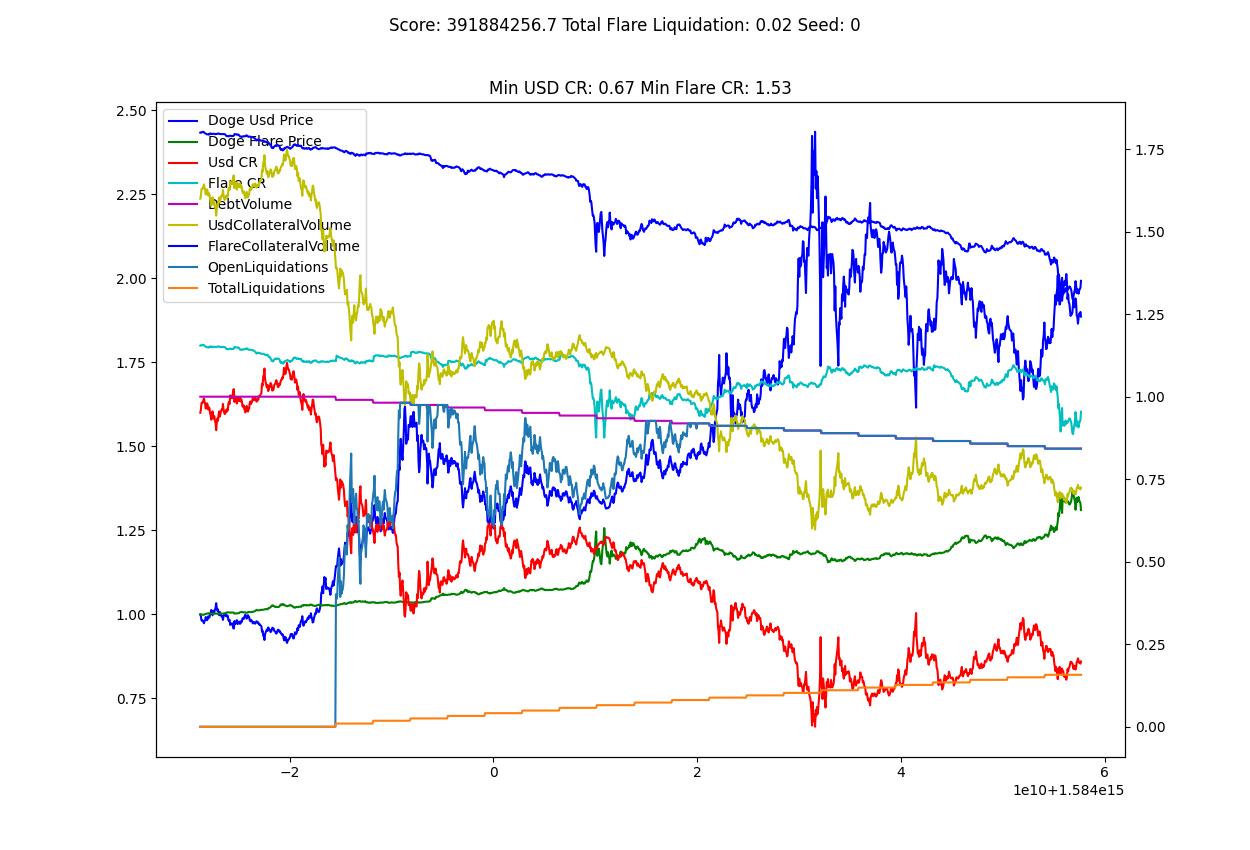 Score: 391884256.7 Total Flare Liquidation: 0.02 Seed: 0
Min USD CR: 0.67 Min Flare CR: 1.53
Doge Usd Price
Doge Flare Price
Usd CR
Flare CR
DebtVolume
UsdCollateralVolume
FlareCollateralVolume
OpenLiquidations
TotalLiquidations
2.50
2.25
2.00
1.75
1.50
1.25
1.00
0.75
1.75
1.50
1.25
1.00
0.75
0.50
0.25
0.00
−2
0
2
4
6
1e10+1.584e15